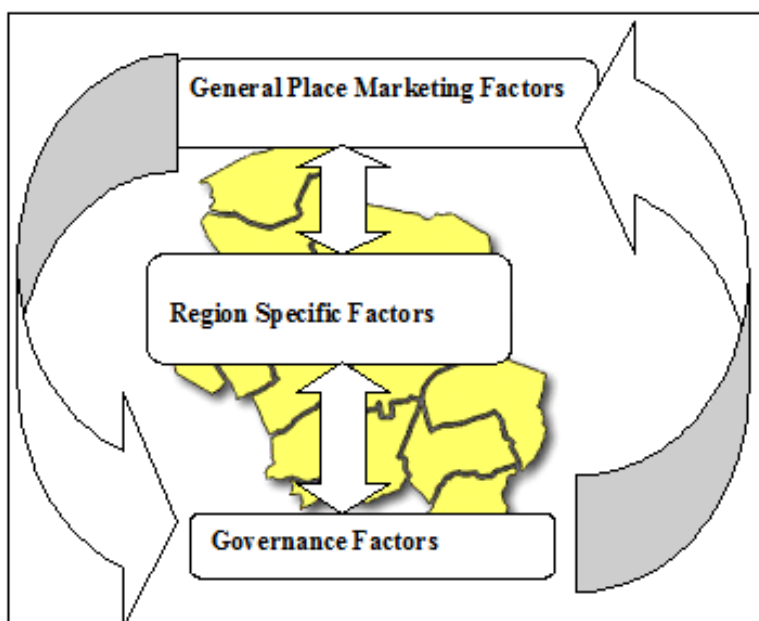 General Place Marketing Factors
Region Specific Factors
Governance Factors